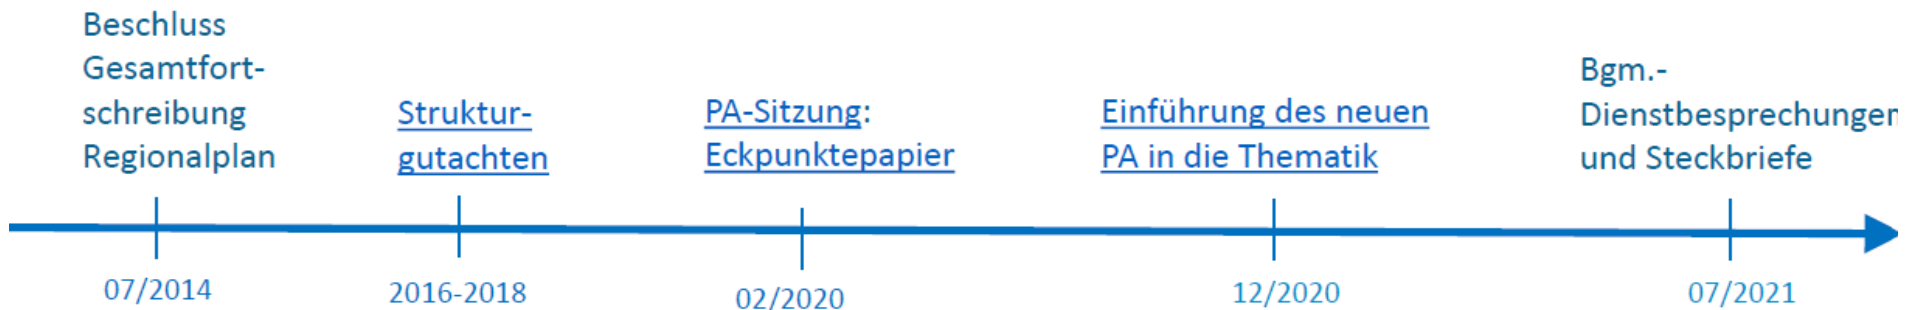 Beschluss
Gesamtfort-
schreibung
Regionalplan
Struktur-
gutachten
PA-Sitzung:
Eckpunktepapier
Einführung des neuen
PA in die Thematik
Bgm.-
Dienstbesprechungen
und Steckbriefe
07/2014
2016-2018
02/2020
12/2020
07/2021